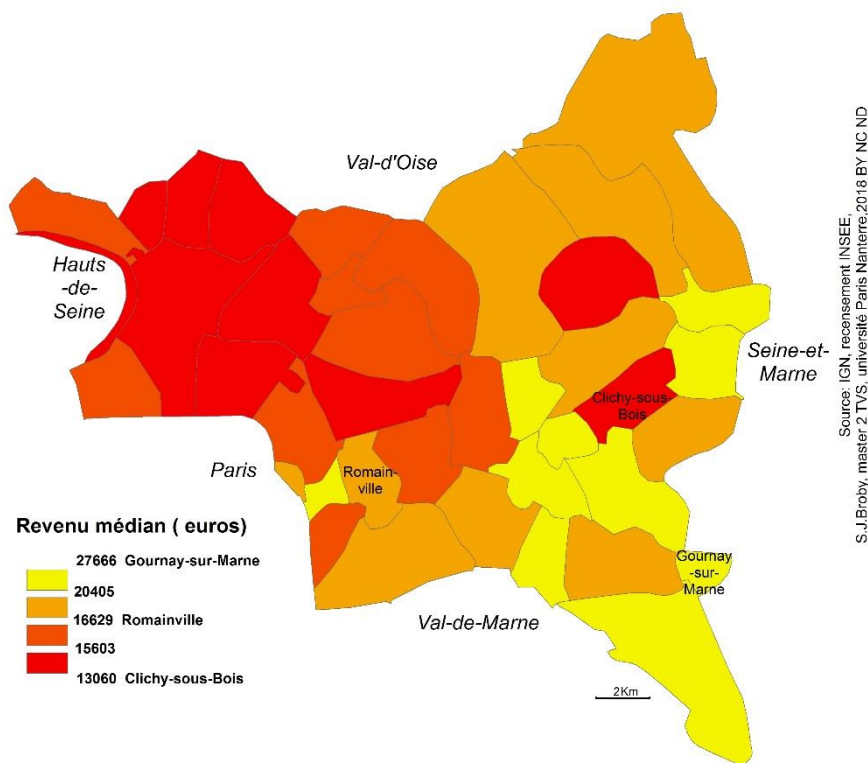 Val-d'Oise
Hauts
-de-
Seine
Seine-et-
Marne
Clichy-sous-
Bois
Paris
Romain-
ville
Revenu médian ( euros)
27666 Gournay-sur-Marne
20405
16629 Romainville
15603
13060 Clichy-sous-Bois
Gournay
-sur-
Marne
Val-de-Marne
2Km
Source: IGN, recensement INSEE,
S.J.Broby, master 2 TVS, université Paris Nanterre,2018 BY NC ND